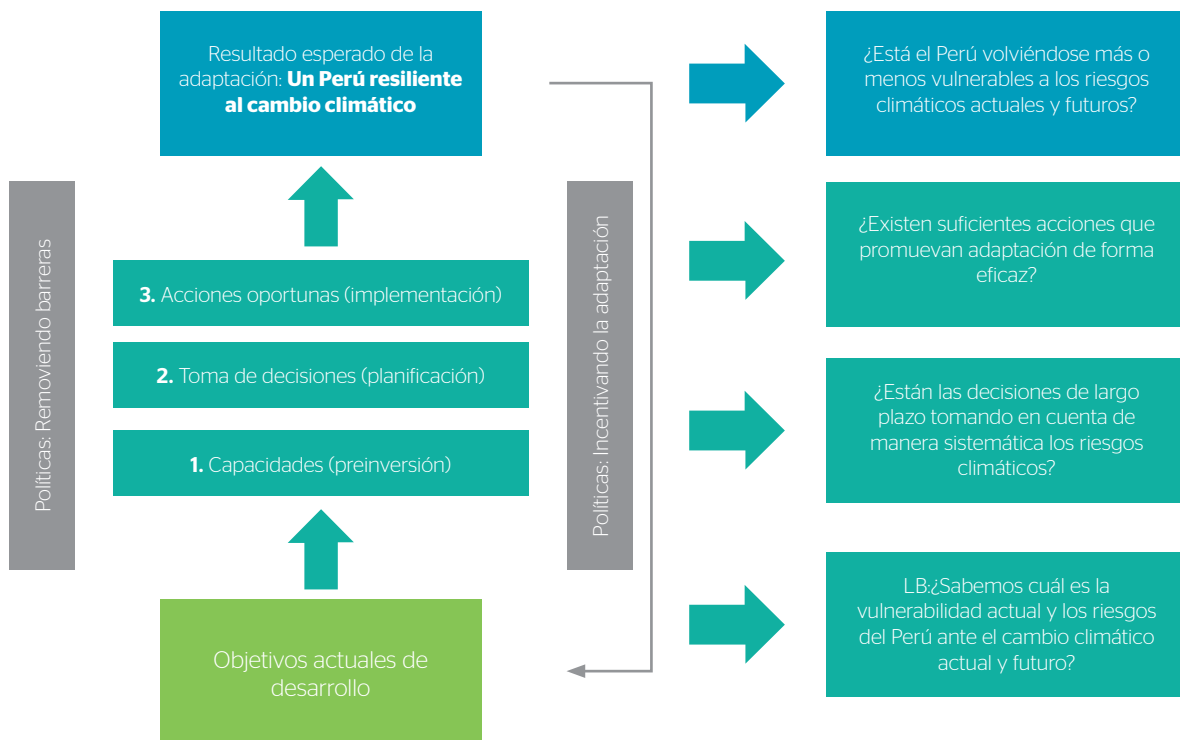 Resultado esperado de la
adaptación: Un Perú resiliente
al cambio climático
Políticas: Removiendo barreras
3. Acciones oportunas (implementación)
2. Toma de decisiones (planificación)
1. Capacidades (preinversión)
Objetivos actuales de
desarrollo
Políticas: Incentivando la adaptación
¿Está el Perú volviéndose más o
menos vulnerables a los riesgos
climáticos actuales y futuros?
¿Existen suficientes acciones que
promuevan adaptación de forma
eficaz?
¿Están las decisiones de largo
plazo tomando en cuenta de
manera sistemática los riesgos
climáticos?
LB:¿Sabemos cuál es la
vulnerabilidad actual y los riesgos
del Perú ante el cambio climático
actual y futuro?